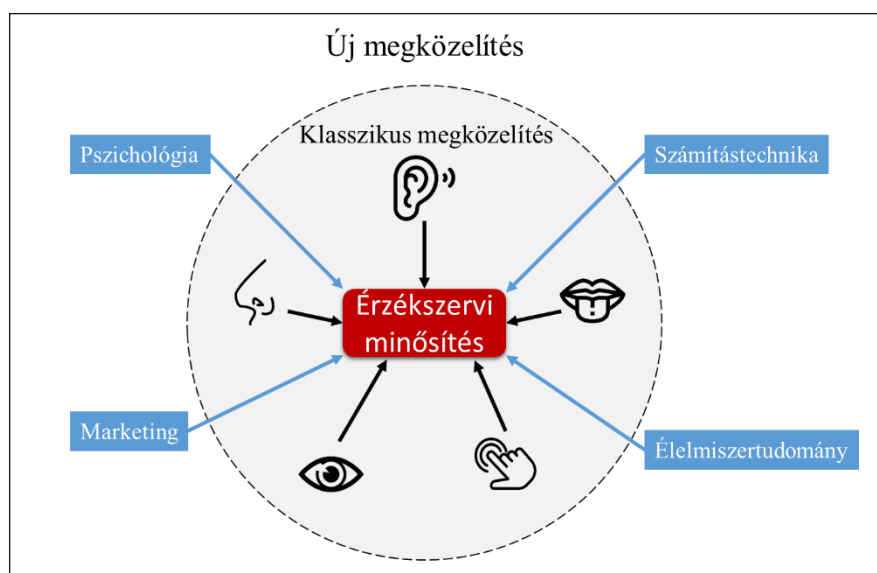 Új megközelítés
Klasszikus megközelítés
Pszichológia
Számítástechnika
Érzékszervi
minősítés
Marketing
Élelmiszertudomány